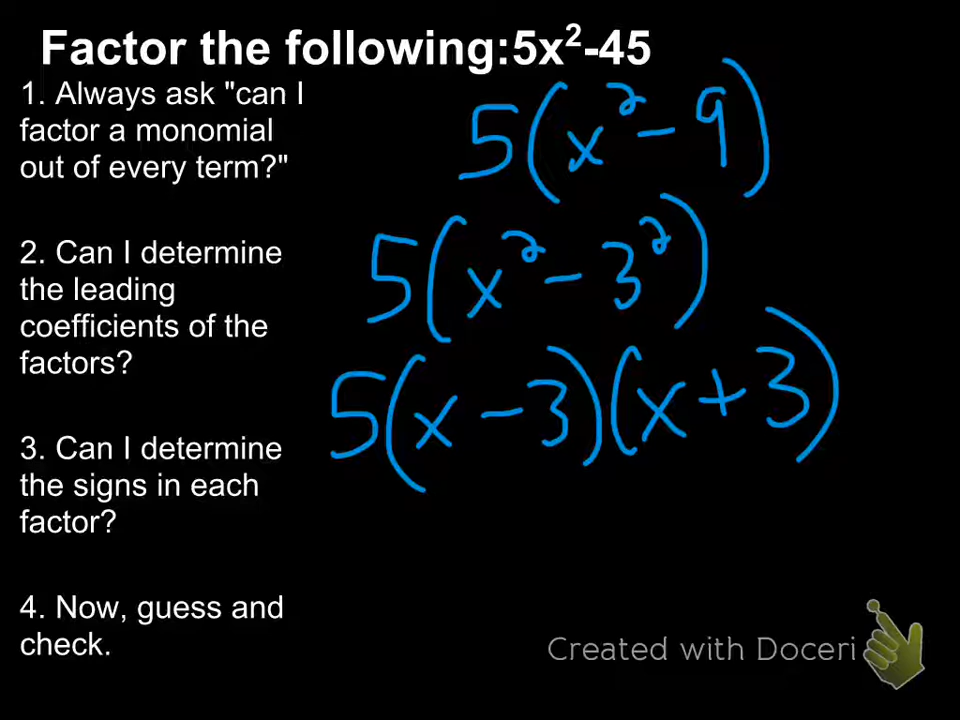 Factor the following:5x²-45
1. Always ask "can I
factor a monomial
out of every term?"
2. Can I determine
the leading
coefficients of the
factors?
3. Can I determine
the signs in each
factor?
4. Now, guess and
check.
5(x²-9)
5(x²-3²)
5(x-3)(x+3)
Created with Doceri